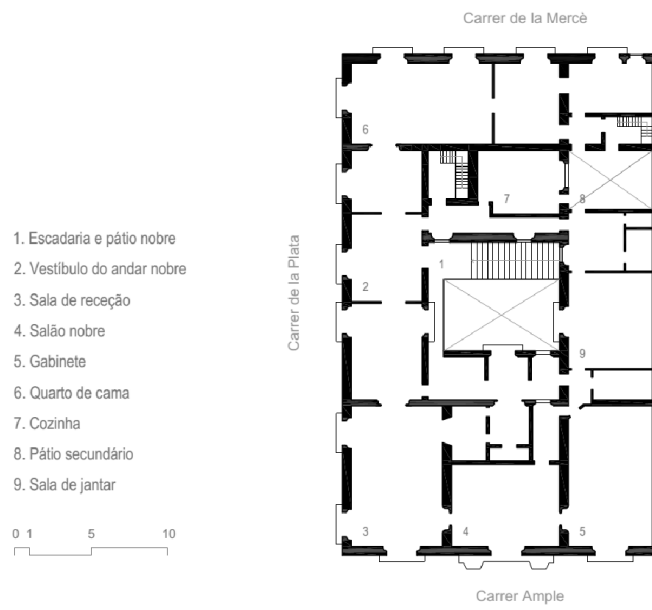 Carrer de la Mercè
1. Escadaria e pátio nobre
2. Vestíbulo do andar nobre
3. Sala de receção
4. Salão nobre
5. Gabinete
6. Quarto de cama
7. Cozinha
8. Pátio secundário
9. Sala de jantar
0 1 5 10
Carrer de la Plata
6
7
8
1
2
9
3 4 5
Carrer Ample